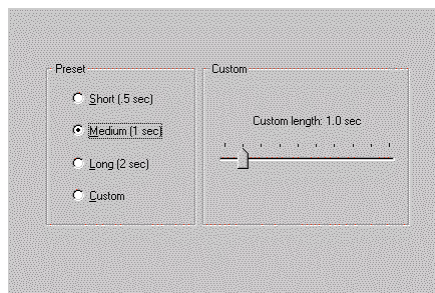 Preset
Short (.5 sec)
Medium (1 sec)
Long (2 sec)
Custom
Custom
Custom length: 1.0 sec